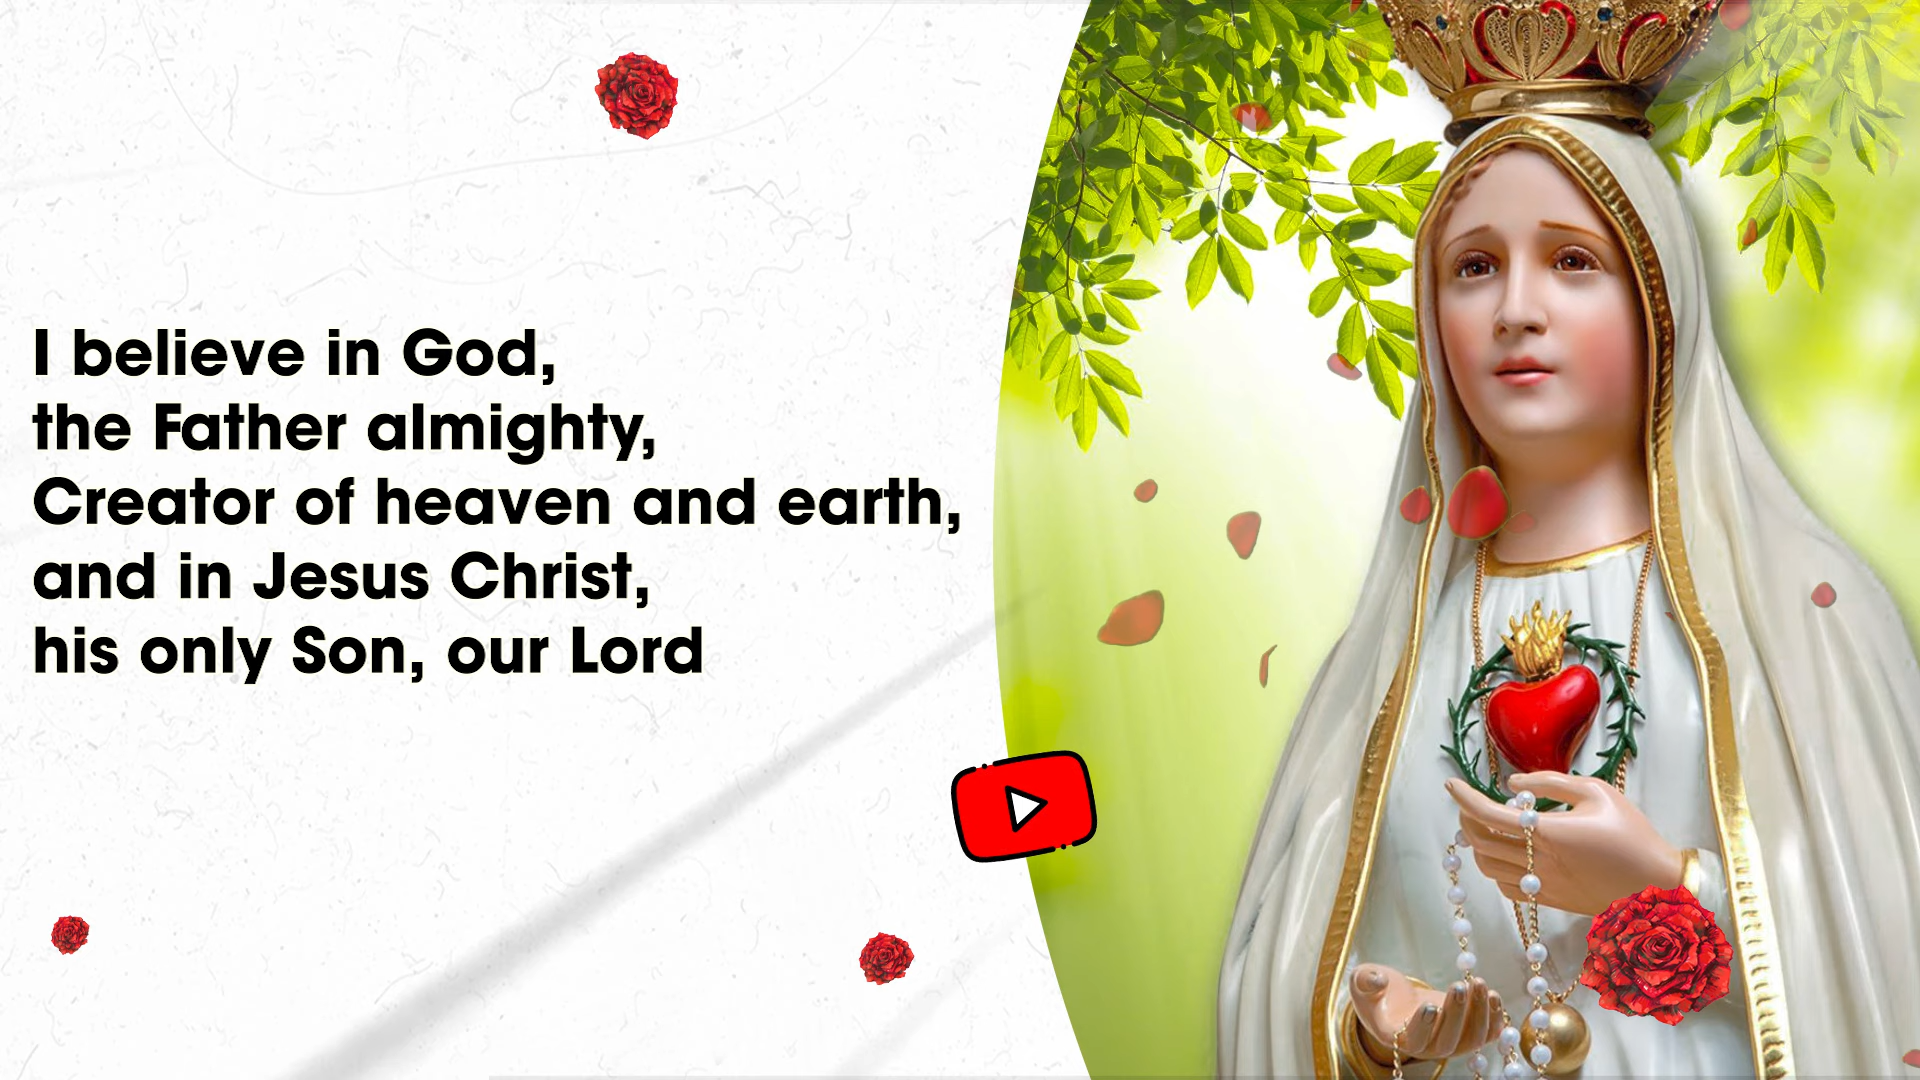 I believe in God,
the Father almighty,
Creator of heaven and earth,
and in Jesus Christ,
his only Son, our Lord